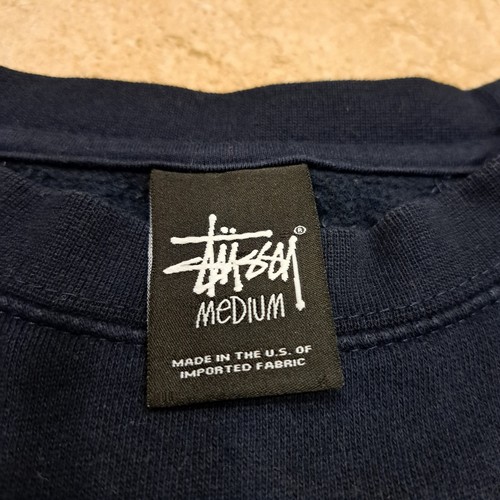 Stüssy®
MEDIUM
MADE IN THE U.S. OF
IMPORTED FABRIC